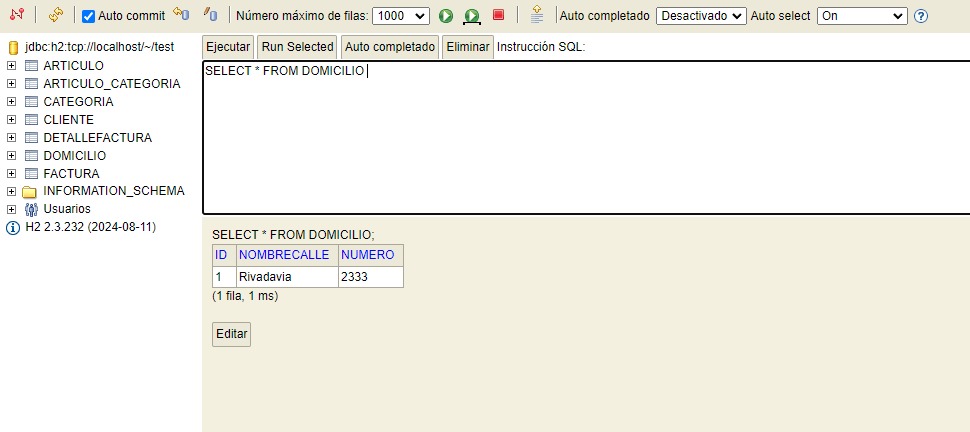 Auto commit Número máximo de filas: 1000 Auto completado Desactivado Auto select On ?
jdbc:h2:tcp://localhost/~/test
ARTICULO
ARTICULO_CATEGORIA
CATEGORIA
CLIENTE
DETALLEFACTURA
DOMICILIO
FACTURA
INFORMATION_SCHEMA
Usuarios
H2 2.3.232 (2024-08-11)
Ejecutar Run Selected Auto completado Eliminar Instrucción SQL:
SELECT * FROM DOMICILIO
SELECT * FROM DOMICILIO;
ID NOMBRECALLE NUMERO
1 Rivadavia 2333
(1 fila, 1 ms)
Editar